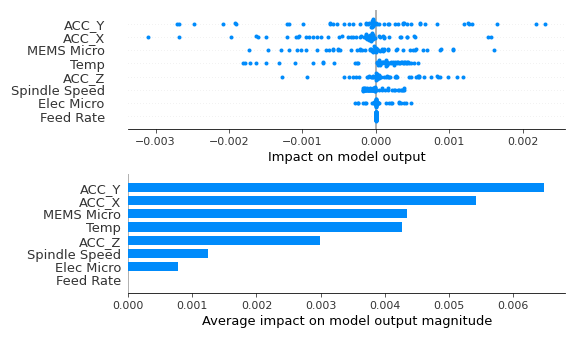 ACC_Y
ACC_X
MEMS Micro
Temp
ACC_Z
Spindle Speed
Elec Micro
Feed Rate
−0.003 −0.002 −0.001 0.000 0.001 0.002
Impact on model output
ACC_Y
ACC_X
MEMS Micro
Temp
ACC_Z
Spindle Speed
Elec Micro
Feed Rate
0.000 0.001 0.002 0.003 0.004 0.005 0.006
Average impact on model output magnitude